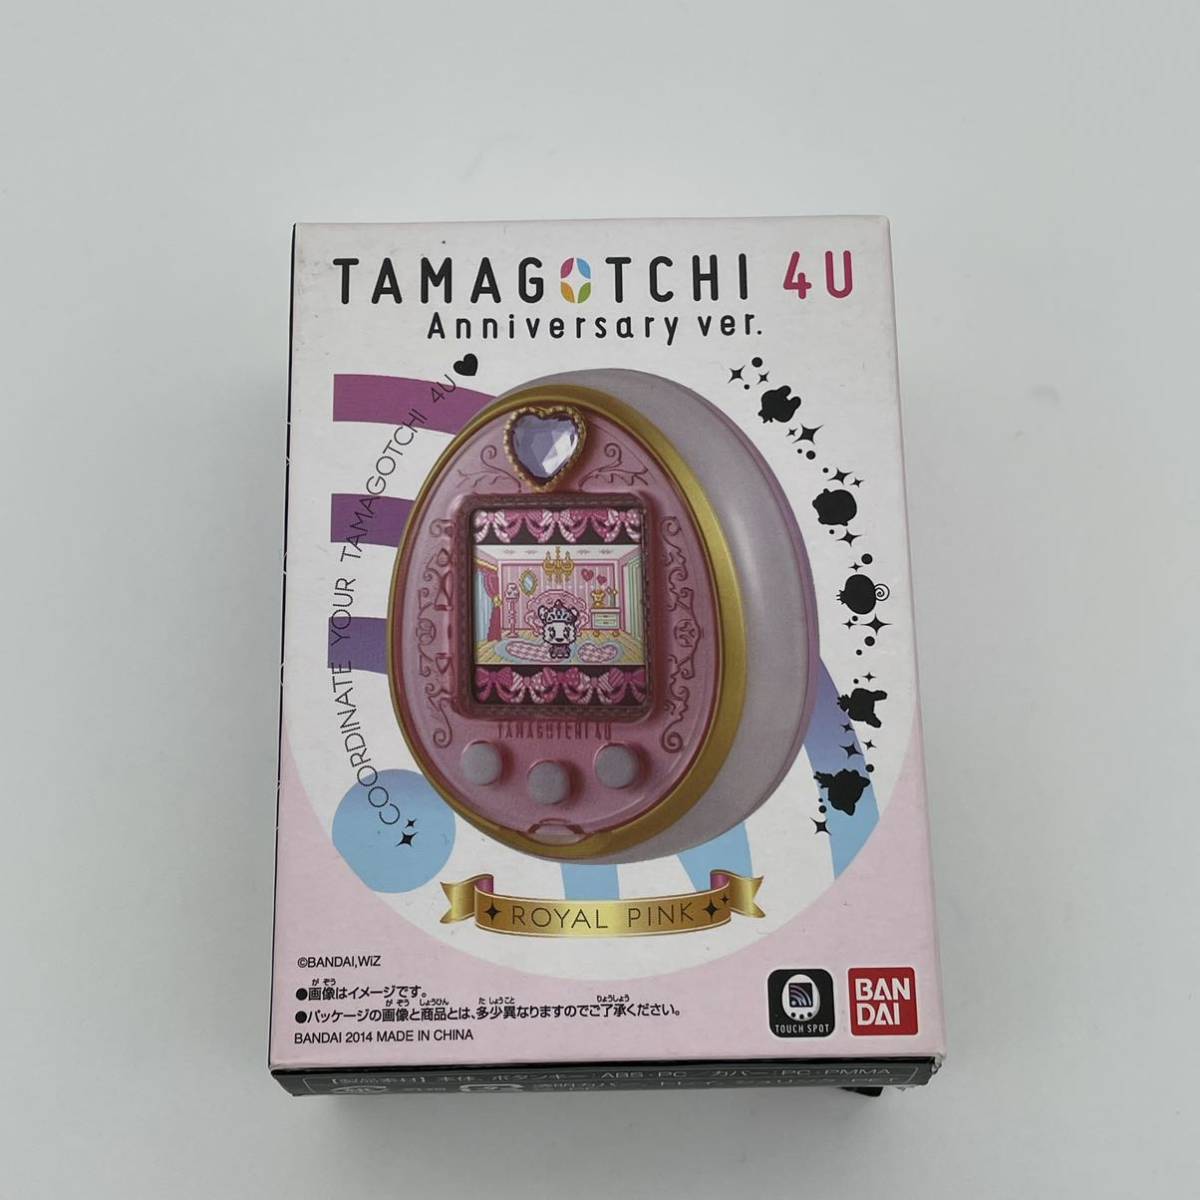 TAMAGOTCHI 4U
Anniversary ver.
COORDINATE YOUR TAMAGOTCHI 4U
TAMAGOTCHI 4U
ROYAL PINK
©BANDAI,WiZ
●画像はイメージです。
●パッケージの画像と商品とは、多少異なりますのでご了承ください。
BANDAI 2014 MADE IN CHINA
TOUCH SPOT
BAN
DAI